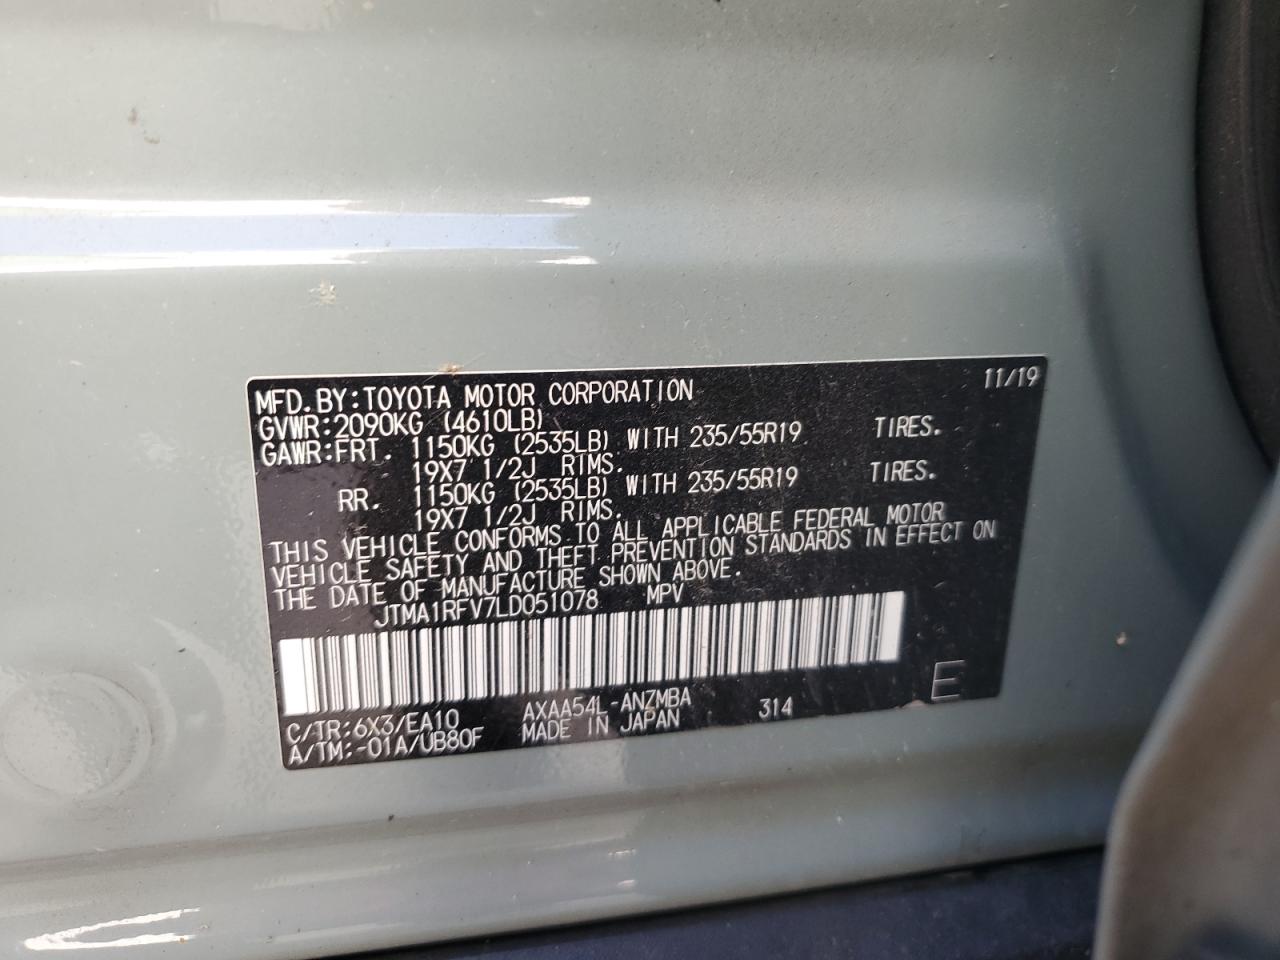 MFD.BY:TOYOTA MOTOR CORPORATION 11/19
GVWR:2090KG (4610LB)
GAWR:FRT. 1150KG (2535LB) WITH 235/55R19 TIRES.
19X7 1/2J RIMS.
RR. 1150KG (2535LB) WITH 235/55R19 TIRES.
19X7 1/2J RIMS.
THIS VEHICLE CONFORMS TO ALL APPLICABLE FEDERAL MOTOR
VEHICLE SAFETY AND THEFT PREVENTION STANDARDS IN EFFECT ON
THE DATE OF MANUFACTURE SHOWN ABOVE.
JTMA1RFV7LD051078 MPV
C/TR:6X3/EA10 AXAA54L-ANZMBA 314 E
A/TM:-01A/UB80F MADE IN JAPAN